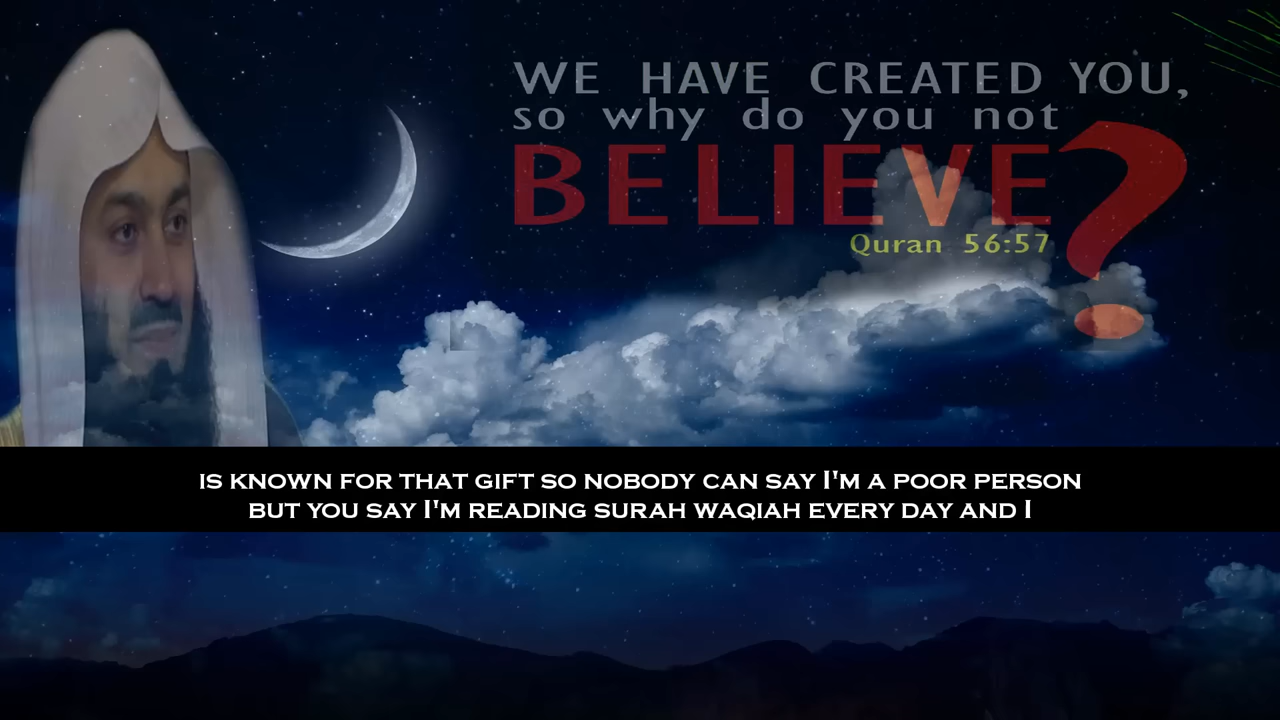 WE HAVE CREATED YOU,
so why do you not
BELIEVE?
Quran 56:57
IS KNOWN FOR THAT GIFT SO NOBODY CAN SAY I'M A POOR PERSON
BUT YOU SAY I'M READING SURAH WAQIAH EVERY DAY AND I